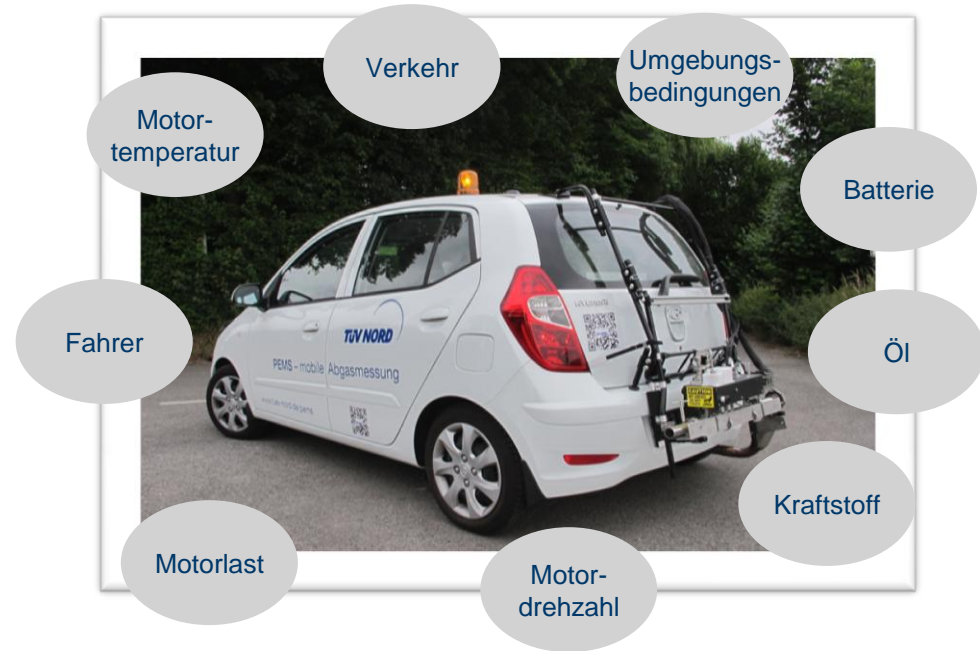 Verkehr
Umgebungs-
bedingungen
Motor-
temperatur
Batterie
Fahrer
Öl
TÜV NORD
PEMS – mobile Abgasmessung
Kraftstoff
Motorlast
Motor-
drehzahl